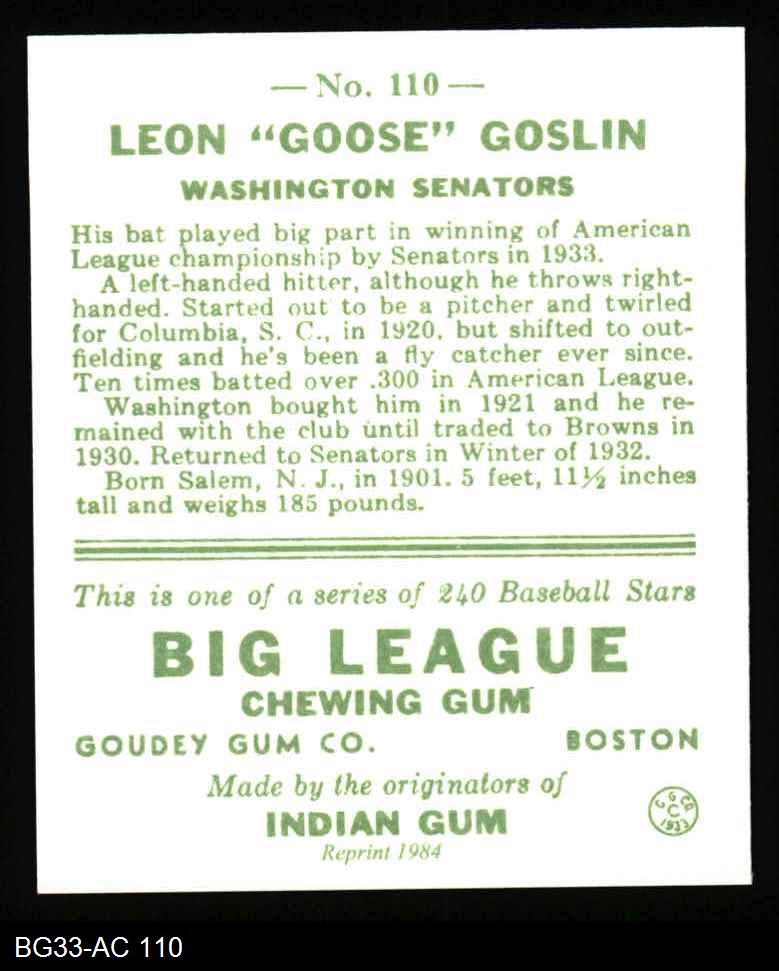 — No. 110 —
LEON "GOOSE" GOSLIN
WASHINGTON SENATORS
His bat played big part in winning of American
League championship by Senators in 1933.
A left-handed hitter, although he throws right-
handed. Started out to be a pitcher and twirled
for Columbia, S. C., in 1920, but shifted to out-
fielding and he's been a fly catcher ever since.
Ten times batted over .300 in American League.
Washington bought him in 1921 and he re-
mained with the club until traded to Browns in
1930. Returned to Senators in Winter of 1932.
Born Salem, N. J., in 1901. 5 feet, 11½ inches
tall and weighs 185 pounds.
This is one of a series of 240 Baseball Stars
BIG LEAGUE
CHEWING GUM
GOUDEY GUM CO. BOSTON
Made by the originators of
INDIAN GUM
Reprint 1984
G G CO
C
1933
BG33-AC 110